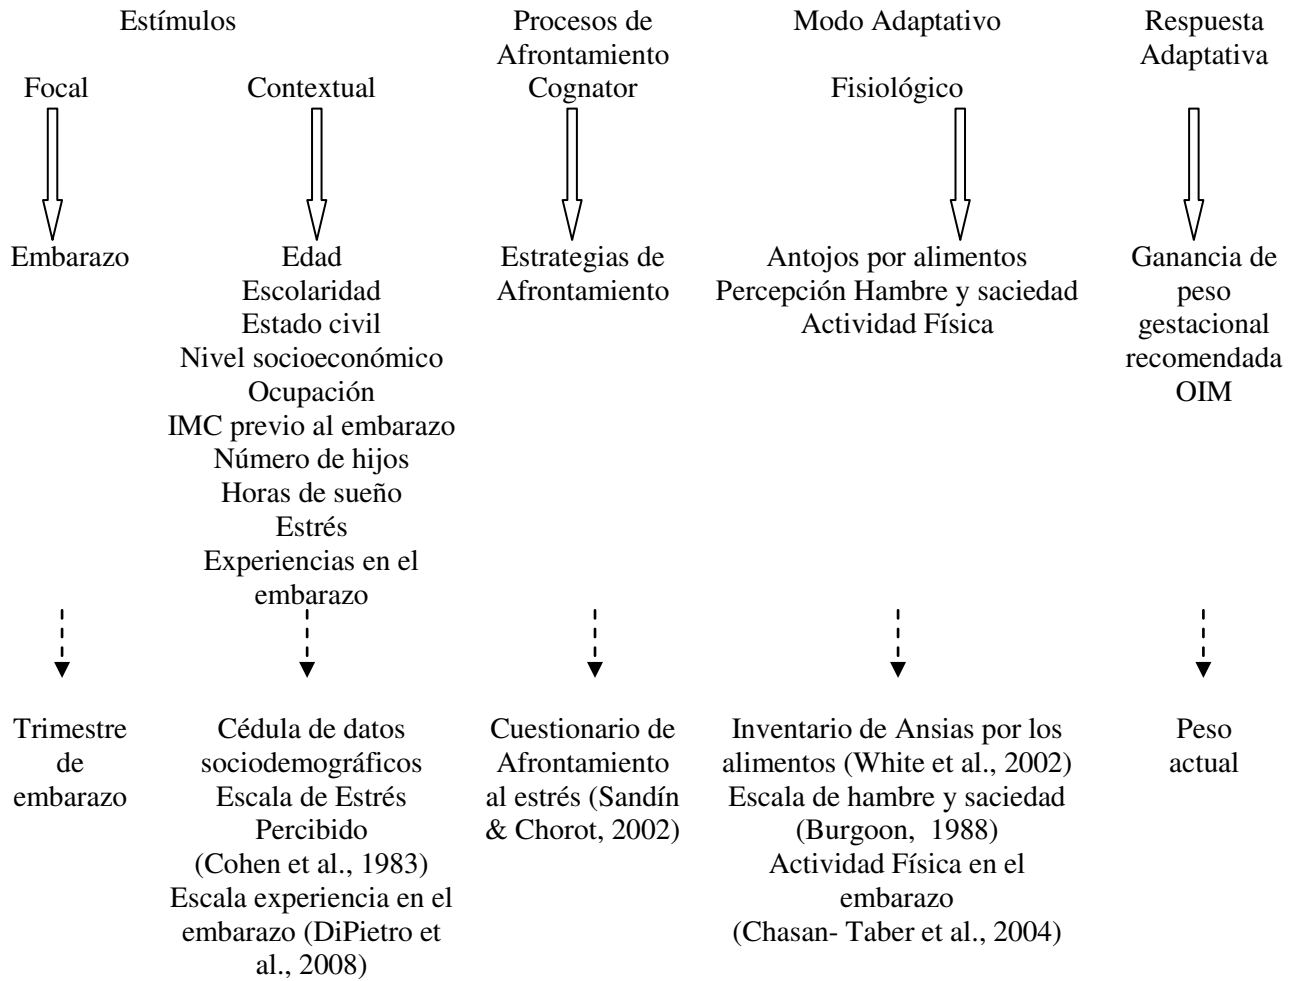 Estímulos
Procesos de
Afrontamiento
Cognator
Modo Adaptativo
Respuesta
Adaptativa
Focal
Contextual
Fisiológico
Embarazo
Edad
Escolaridad
Estado civil
Nivel socioeconómico
Ocupación
IMC previo al embarazo
Número de hijos
Horas de sueño
Estrés
Experiencias en el
embarazo
Estrategias de
Afrontamiento
Antojos por alimentos
Percepción Hambre y saciedad
Actividad Física
Ganancia de
peso
gestacional
recomendada
OIM
Trimestre
de
embarazo
Cédula de datos
sociodemográficos
Escala de Estrés
Percibido
(Cohen et al., 1983)
Escala experiencia en el
embarazo (DiPietro et
al., 2008)
Cuestionario de
Afrontamiento
al estrés (Sandín
& Chorot, 2002)
Inventario de Ansias por los
alimentos (White et al., 2002)
Escala de hambre y saciedad
(Burgoon, 1988)
Actividad Física en el
embarazo
(Chasan- Taber et al., 2004)
Peso
actual